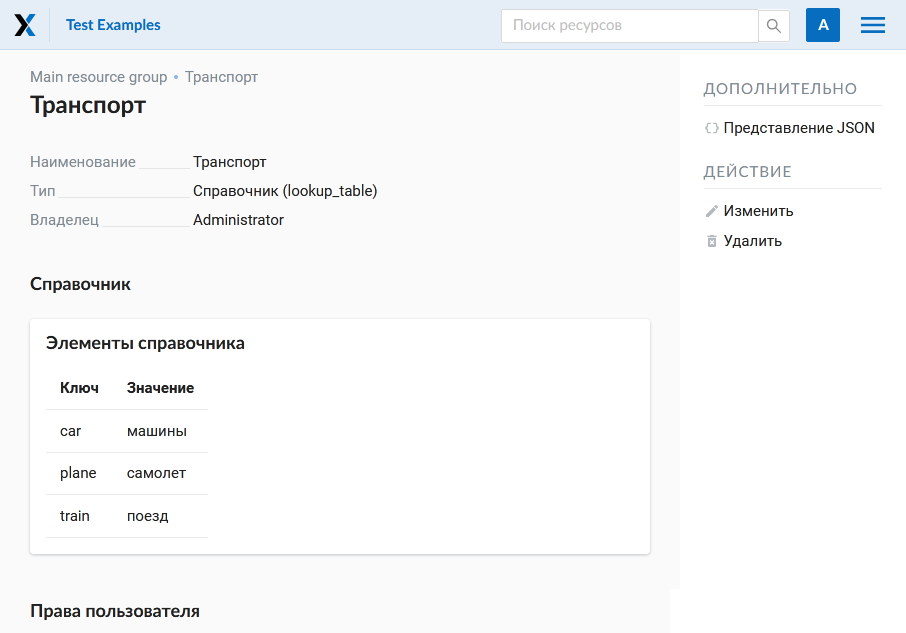 Test Examples
Поиск ресурсов
A
Main resource group • Транспорт
Транспорт
Наименование Транспорт
Тип Справочник (lookup_table)
Владелец Administrator
Справочник
Элементы справочника
Ключ Значение
car машины
plane самолет
train поезд
Права пользователя
ДОПОЛНИТЕЛЬНО
Представление JSON
ДЕЙСТВИЕ
Изменить
Удалить